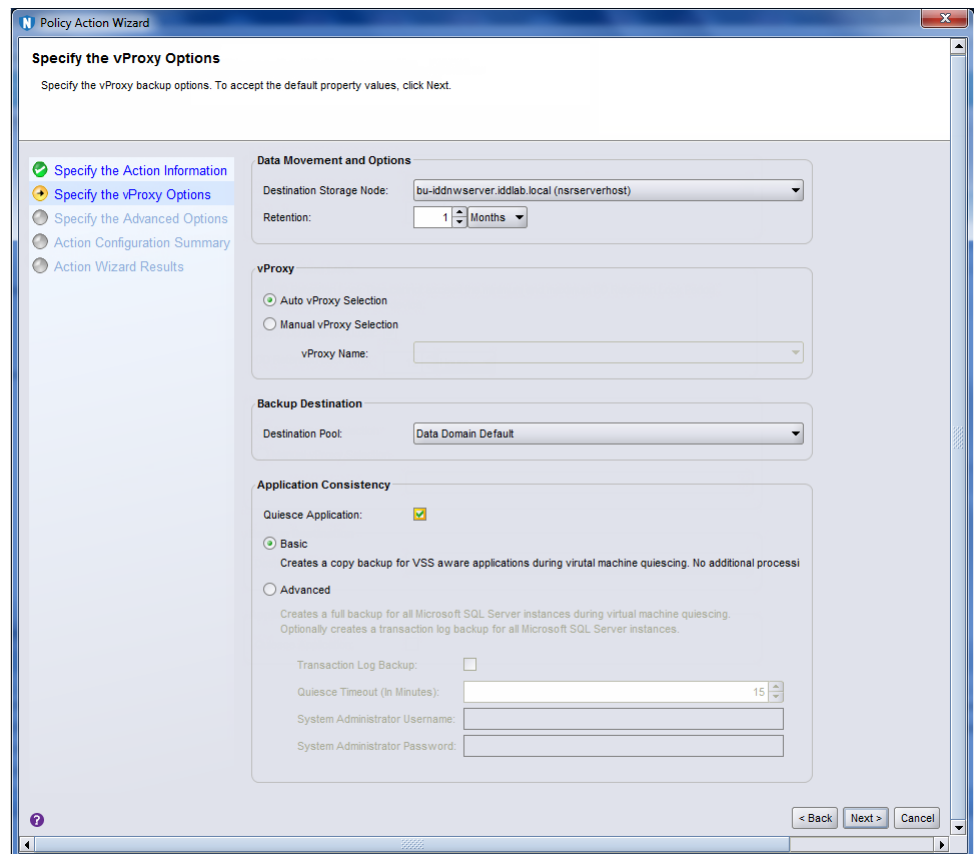 N Policy Action Wizard
Specify the vProxy Options
Specify the vProxy backup options. To accept the default property values, click Next.
Specify the Action Information
Specify the vProxy Options
Specify the Advanced Options
Action Configuration Summary
Action Wizard Results
Data Movement and Options
Destination Storage Node: bu-iddnwserver.iddlab.local (nsrserverhost)
Retention: 1 Months
vProxy
Auto vProxy Selection
Manual vProxy Selection
vProxy Name:
Backup Destination
Destination Pool: Data Domain Default
Application Consistency
Quiesce Application:
Basic
Creates a copy backup for VSS aware applications during virutal machine quiescing. No additional processi
Advanced
Creates a full backup for all Microsoft SQL Server instances during virtual machine quiescing.
Optionally creates a transaction log backup for all Microsoft SQL Server instances.
Transaction Log Backup:
Quiesce Timeout (In Minutes): 15
System Administrator Username:
System Administrator Password:
? < Back Next > Cancel